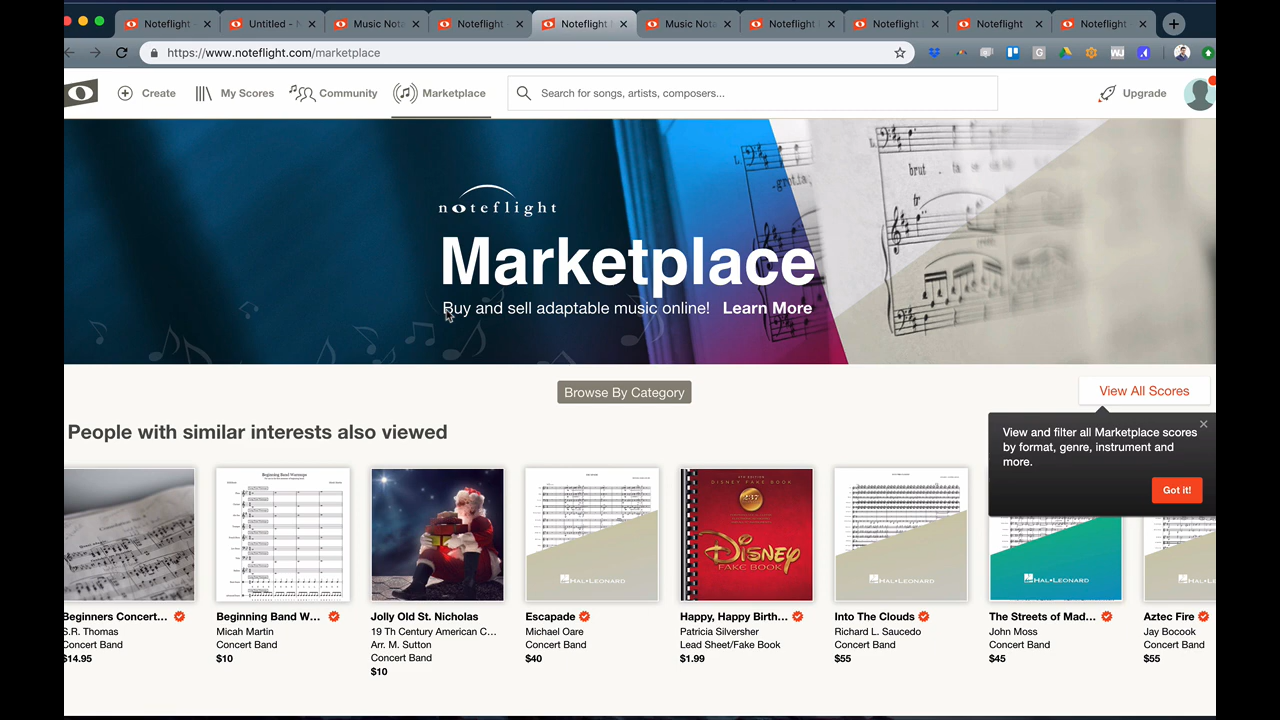 Noteflight -
Untitled - N
Music Nota
Noteflight -
Noteflight M
Music Nota
Noteflight
Noteflight
Noteflight
Noteflight
https://www.noteflight.com/marketplace
Create
My Scores
Community
Marketplace
Search for songs, artists, composers...
Upgrade
noteflight
Marketplace
Buy and sell adaptable music online! Learn More
Browse By Category
View All Scores
View and filter all Marketplace scores
by format, genre, instrument and
more.
Got it!
People with similar interests also viewed
DISNEY FAKE BOOK
237
Disney
FAKE BOOK
HAL•LEONARD
HAL•LEONARD
HAL•LEONARD
Beginners Concert...
S.R. Thomas
Concert Band
$14.95
Beginning Band W...
Micah Martin
Concert Band
$10
Jolly Old St. Nicholas
19 Th Century American C...
Arr. M. Sutton
Concert Band
$10
Escapade
Michael Oare
Concert Band
$40
Happy, Happy Birth...
Patricia Silversher
Lead Sheet/Fake Book
$1.99
Into The Clouds
Richard L. Saucedo
Concert Band
$55
The Streets of Mad...
John Moss
Concert Band
$45
Aztec Fire
Jay Bocook
Concert Band
$55